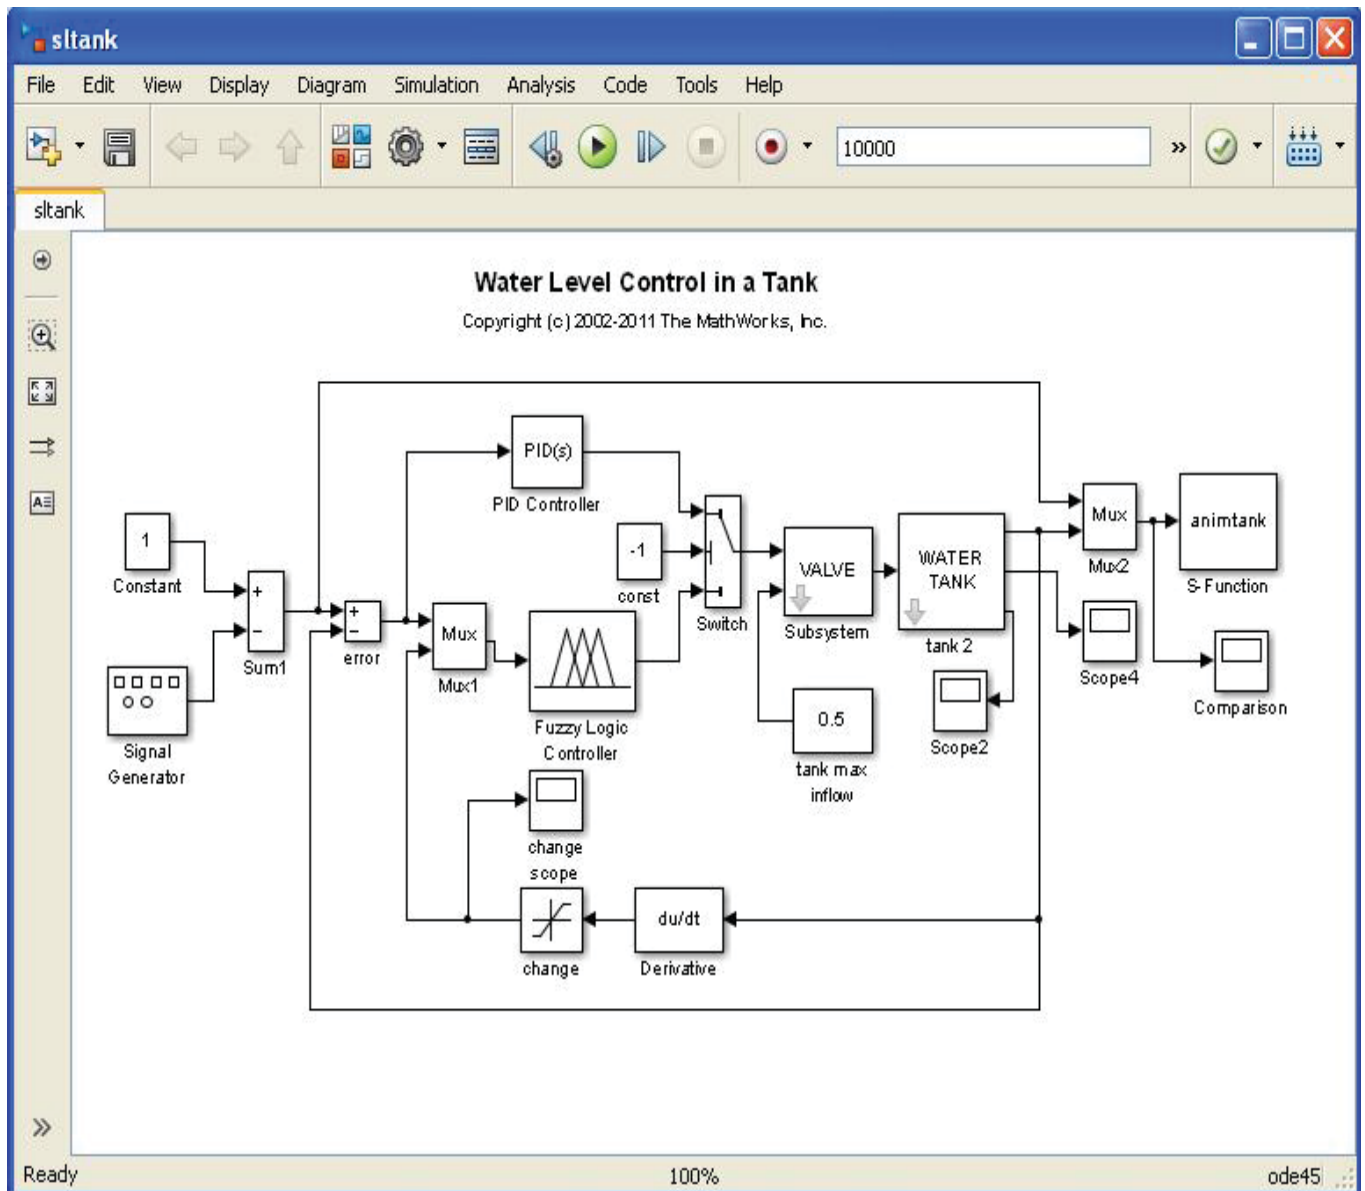 sltank
File Edit View Display Diagram Simulation Analysis Code Tools Help
10000
sltank
Water Level Control in a Tank
Copyright (c) 2002-2011 The MathWorks, Inc.
PID(s)
PID Controller
1
Constant
+
−
Sum1
+
−
error
Signal
Generator
Mux
Mux1
-1
const
Fuzzy Logic
Controller
Switch
VALVE
Subsystem
WATER
TANK
tank 2
0.5
tank max
inflow
Scope2
Mux
Mux2
animtank
S-Function
Scope4
Comparison
change
scope
change
du/dt
Derivative
Ready
100%
ode45